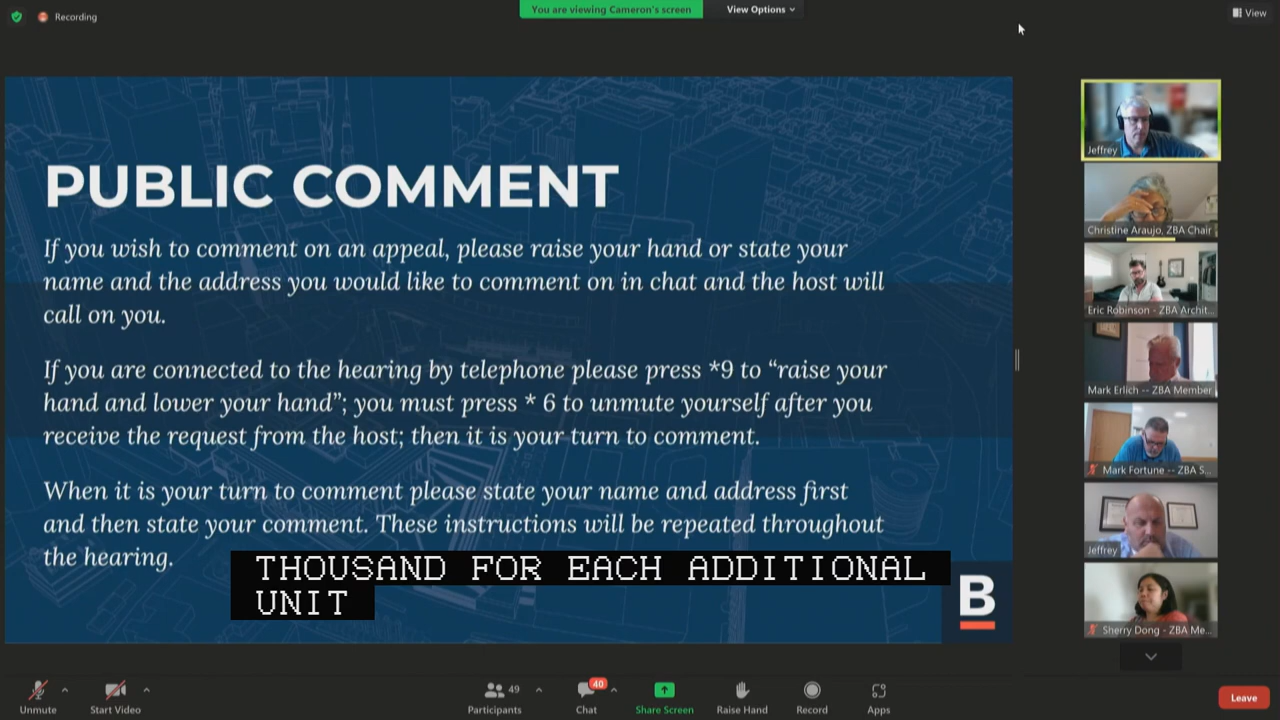 Recording
You are viewing Cameron's screen
View Options
View
PUBLIC COMMENT
If you wish to comment on an appeal, please raise your hand or state your
name and the address you would like to comment on in chat and the host will
call on you.
If you are connected to the hearing by telephone please press *9 to “raise your
hand and lower your hand”; you must press * 6 to unmute yourself after you
receive the request from the host; then it is your turn to comment.
When it is your turn to comment please state your name and address first
and then state your comment. These instructions will be repeated throughout
the hearing.
THOUSAND FOR EACH ADDITIONAL
UNIT
B
Jeffrey
Christine Araujo, ZBA Chair
Eric Robinson - ZBA Archit...
Mark Erlich -- ZBA Member
Mark Fortune -- ZBA S...
Jeffrey
Sherry Dong - ZBA Me...
Unmute
Start Video
49
Participants
40
Chat
Share Screen
Raise Hand
Record
Apps
Leave